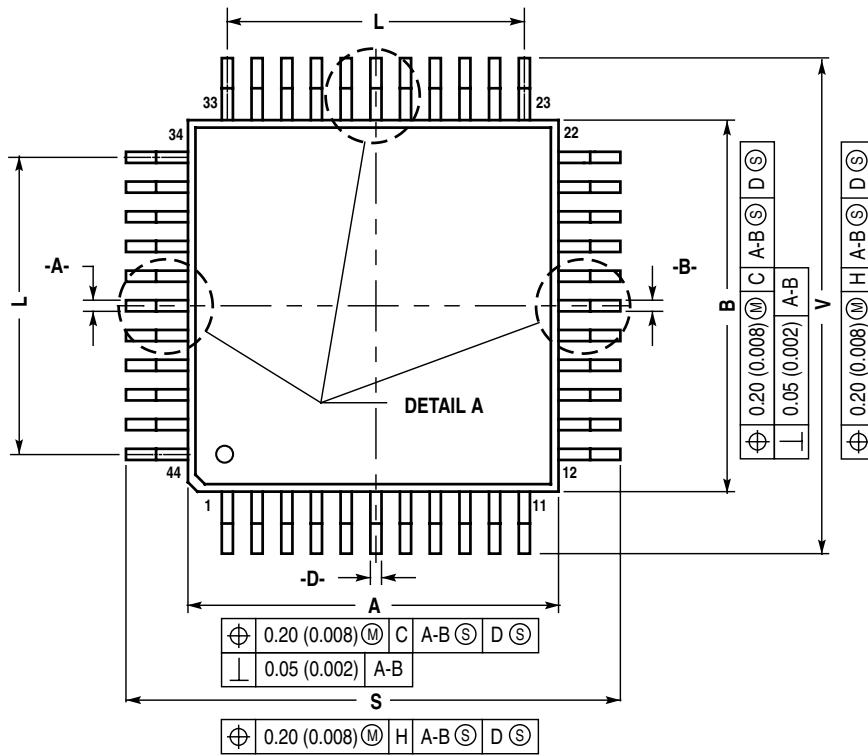 L
33
23
34
22
-A-
-B-
L
B
V
⌖ 0.20 (0.008) Ⓜ C A-B Ⓢ D Ⓢ
⊥ 0.05 (0.002) A-B
⌖ 0.20 (0.008) Ⓜ H A-B Ⓢ D Ⓢ
DETAIL A
44
12
1
11
-D-
A
⌖ 0.20 (0.008) Ⓜ C A-B Ⓢ D Ⓢ
⊥ 0.05 (0.002) A-B
S
⌖ 0.20 (0.008) Ⓜ H A-B Ⓢ D Ⓢ